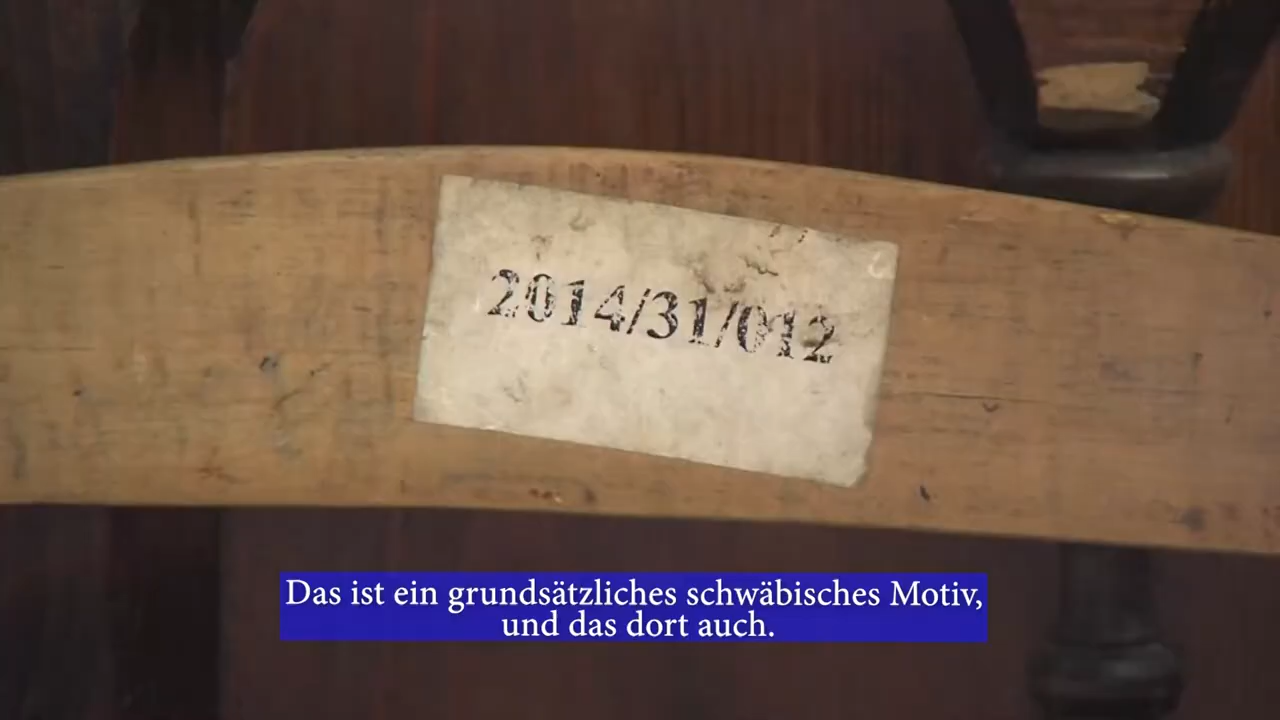 2014/31/012
Das ist ein grundsätzliches schwäbisches Motiv,
und das dort auch.